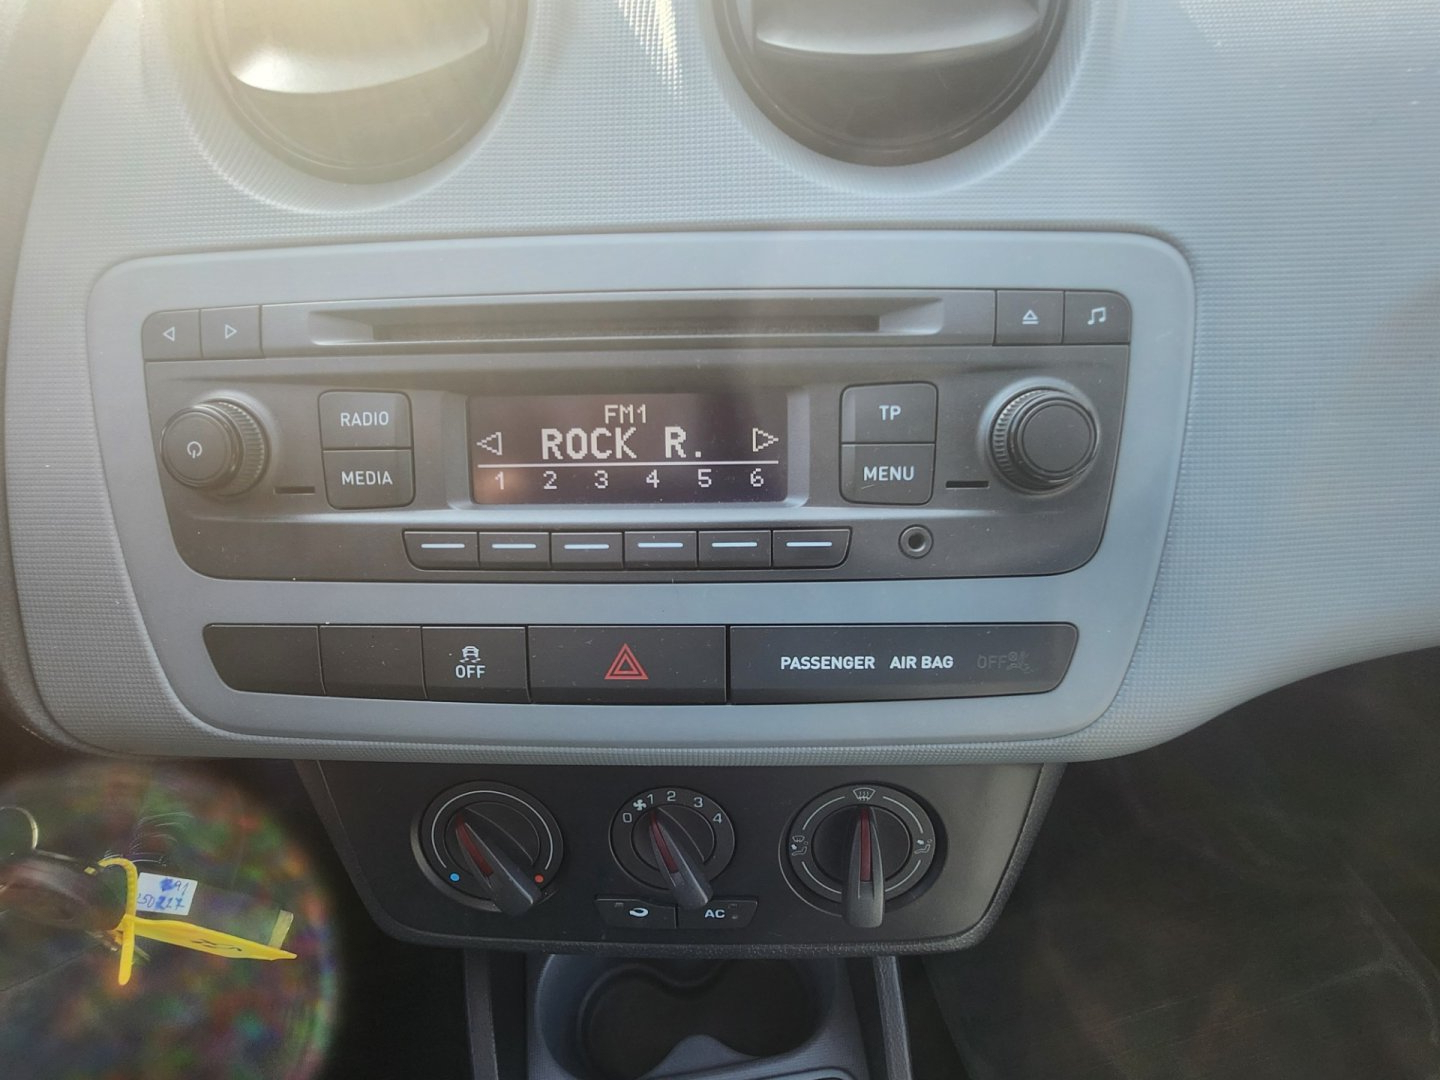 FM1
RADIO
ROCK R.
TP
MEDIA
1 2 3 4 5 6
MENU
OFF
PASSENGER AIR BAG OFF
0 1 2 3 4
AC